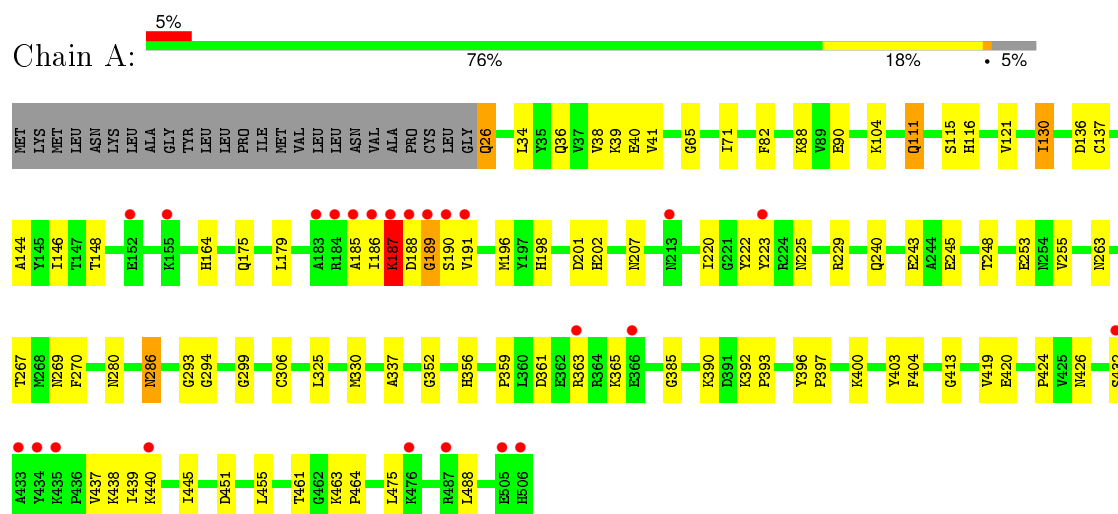 5%
Chain A:
76% 18% • 5%
MET LYS MET LEU ASN LYS LEU ALA GLY TYR LEU LEU PRO ILE MET VAL LEU LEU ASN VAL ALA PRO CYS LEU GLY Q26 L34 Y35 Q36 V37 V38 K39 E40 V41 G65 I71 F82 K88 V89 E90 K104 Q111 S115 H116 V121 I130 D136 C137
A144 Y145 I146 T147 T148 E152 K155 H164 Q175 L179 A183 R184 A185 I186 K187 D188 G189 S190 V191 M196 Y197 H198 D201 H202 N207 N213 I220 G221 Y222 Y223 R224 N225 R229 Q240 E243 A244 E245 T248 E253 N254 V255 N263
T267 M268 N269 F270 N280 N286 G293 G294 G299 C306 L325 M330 A337 G352 H356 P359 L360 D361 E362 R363 R364 K365 E366 G385 K390 D391 K392 P393 Y396 P397 K400 Y403 F404 G413 V419 E420 P424 V425 N426 S432
A433 Y434 K435 P436 V437 K438 I439 K440 I445 D451 L455 T461 G462 K463 P464 L475 K476 R487 L488 E505 H506